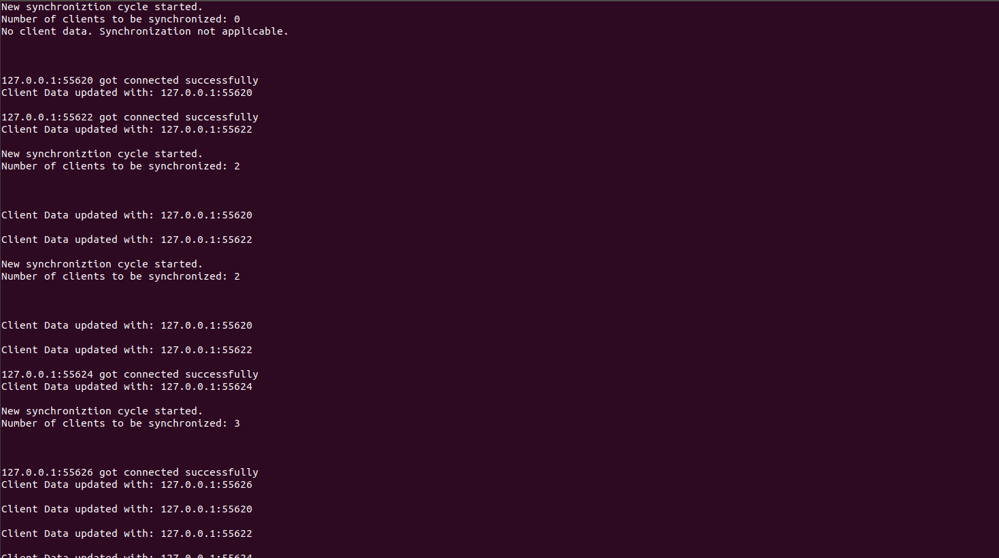 New synchroniztion cycle started.
Number of clients to be synchronized: 0
No client data. Synchronization not applicable.
127.0.0.1:55620 got connected successfully
Client Data updated with: 127.0.0.1:55620
127.0.0.1:55622 got connected successfully
Client Data updated with: 127.0.0.1:55622
New synchroniztion cycle started.
Number of clients to be synchronized: 2
Client Data updated with: 127.0.0.1:55620
Client Data updated with: 127.0.0.1:55622
New synchroniztion cycle started.
Number of clients to be synchronized: 2
Client Data updated with: 127.0.0.1:55620
Client Data updated with: 127.0.0.1:55622
127.0.0.1:55624 got connected successfully
Client Data updated with: 127.0.0.1:55624
New synchroniztion cycle started.
Number of clients to be synchronized: 3
127.0.0.1:55626 got connected successfully
Client Data updated with: 127.0.0.1:55626
Client Data updated with: 127.0.0.1:55620
Client Data updated with: 127.0.0.1:55622
Client Data updated with: 127.0.0.1:55624